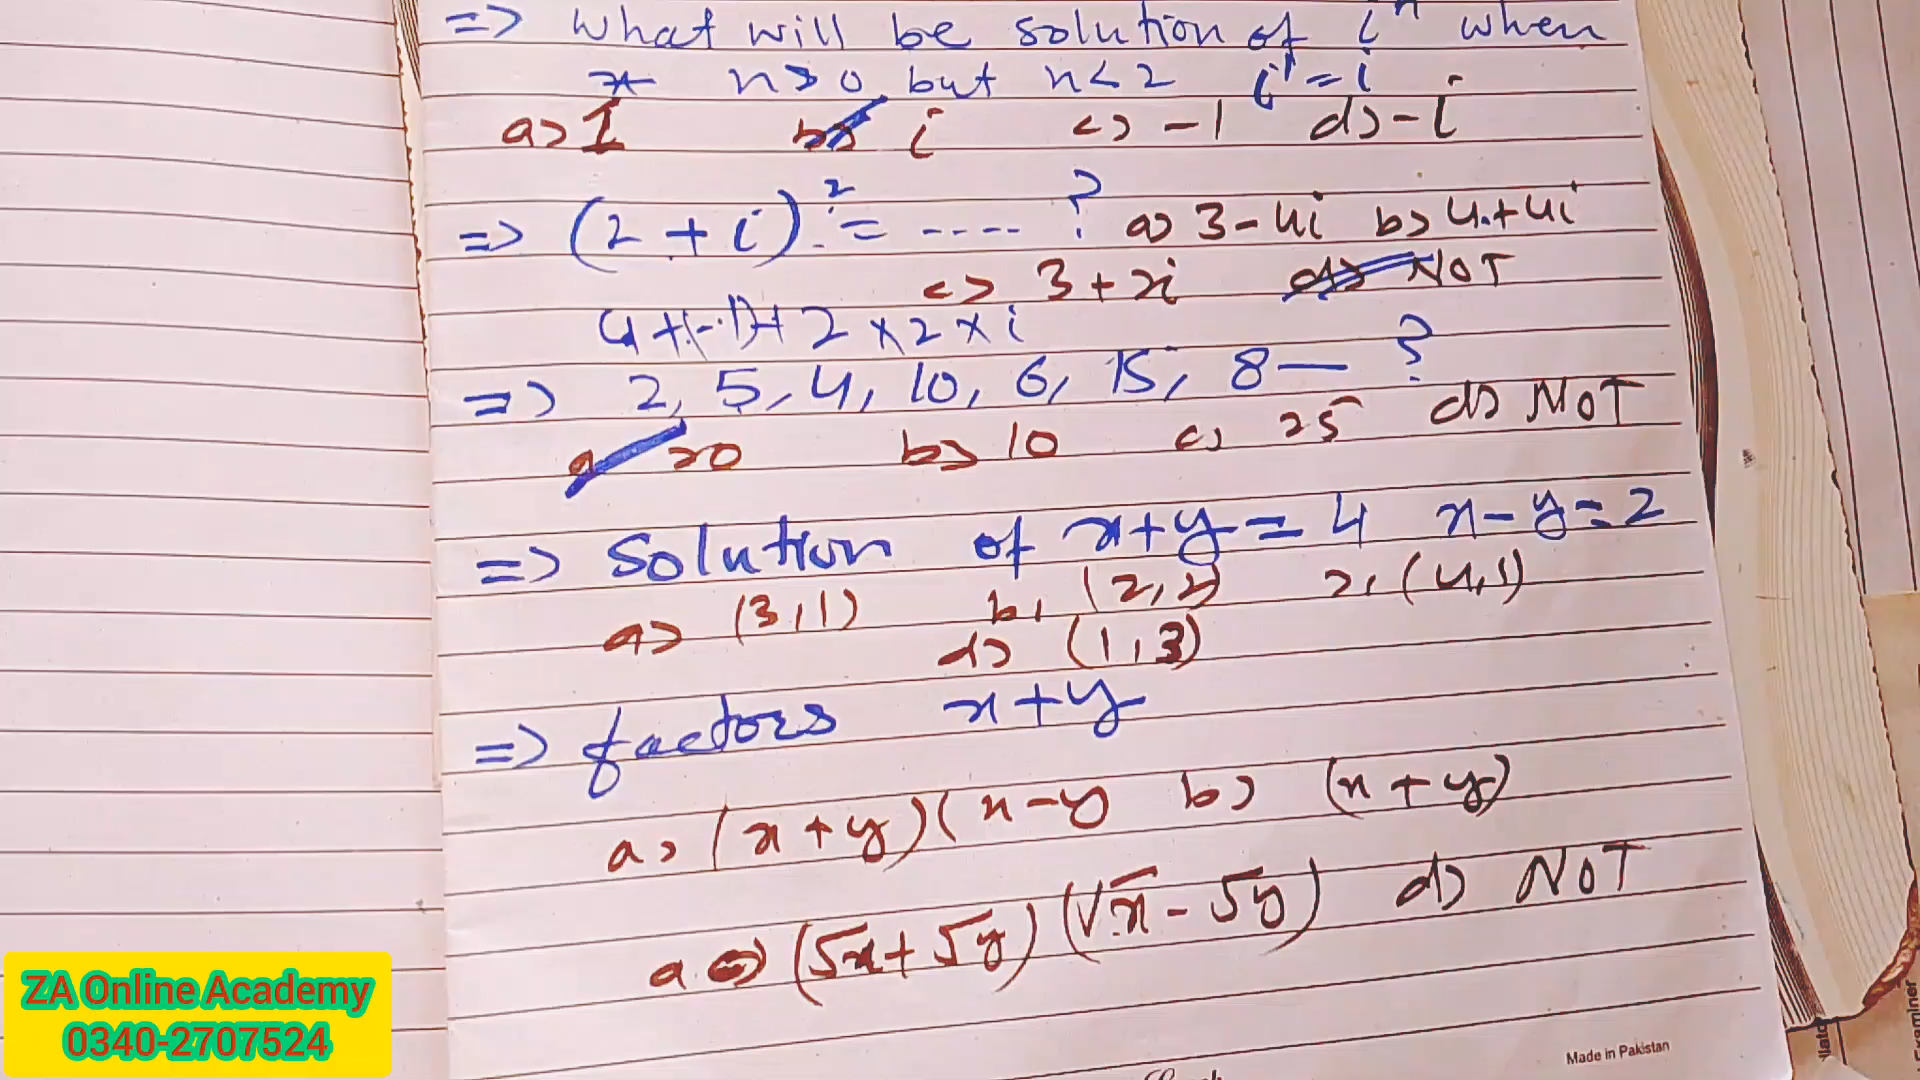 => What will be solution of iⁿ when
n>0 but n<2 i¹=i
a> 1 b> i c> -1 d> -i
=> (2+i)² = ---- ? a> 3-4i b> 4+4i
c> 3+2i d> NOT
4+(-1)+2×2×i
=> 2, 5, 4, 10, 6, 15, 8 — ?
a 20 b> 10 c> 25 d> NOT
=> Solution of x+y=4 x-y=2
a> (3,1) b, (2,2) (4,1)
d> (1,3)
=> factors x+y
a> (x+y)(x-y b> (x+y)
(√x+√y)(√x-√y) d> NOT
ZA Online Academy
0340-2707524
Made in Pakistan
Examiner